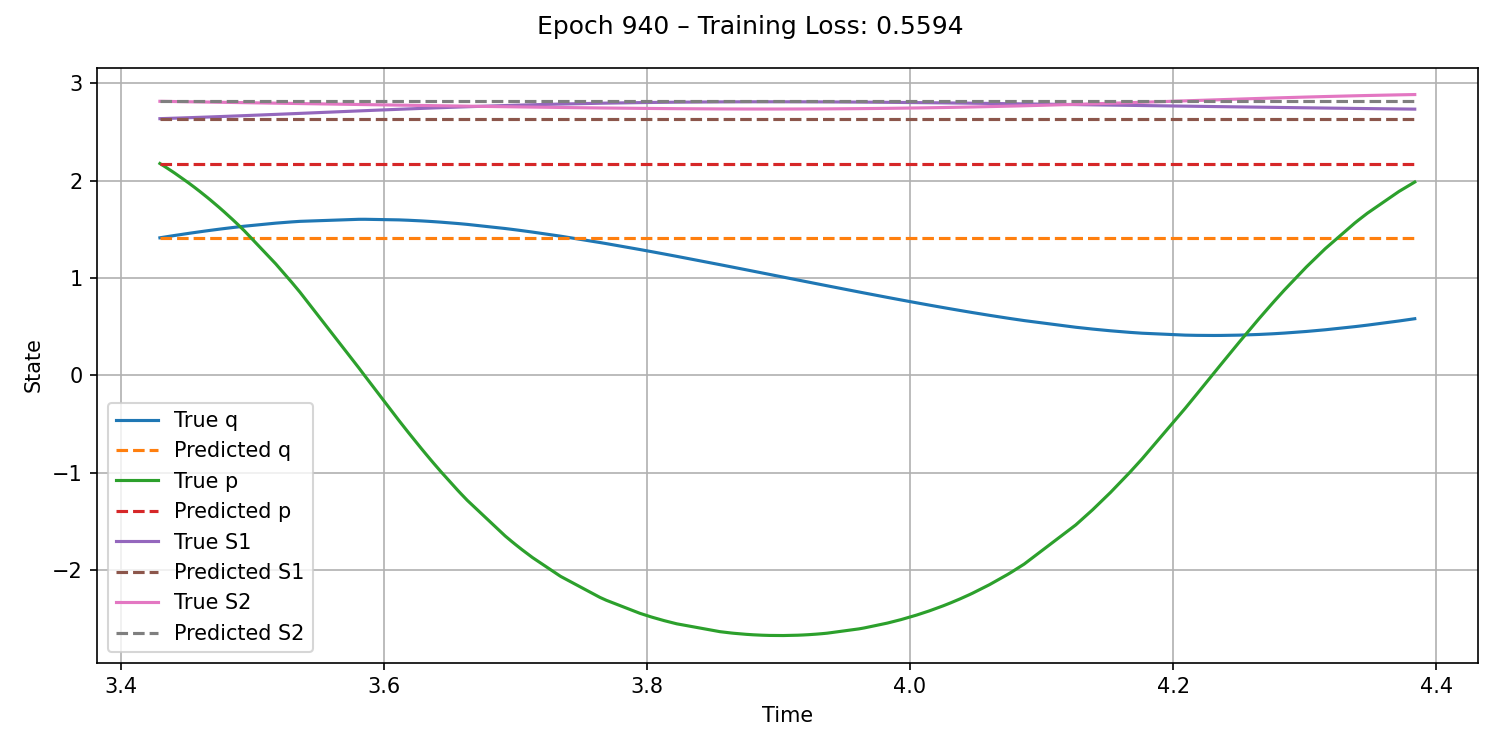 Epoch 940 – Training Loss: 0.5594
3
2
1
0
−1
−2
State
True q
Predicted q
True p
Predicted p
True S1
Predicted S1
True S2
Predicted S2
3.4 3.6 3.8 4.0 4.2 4.4
Time